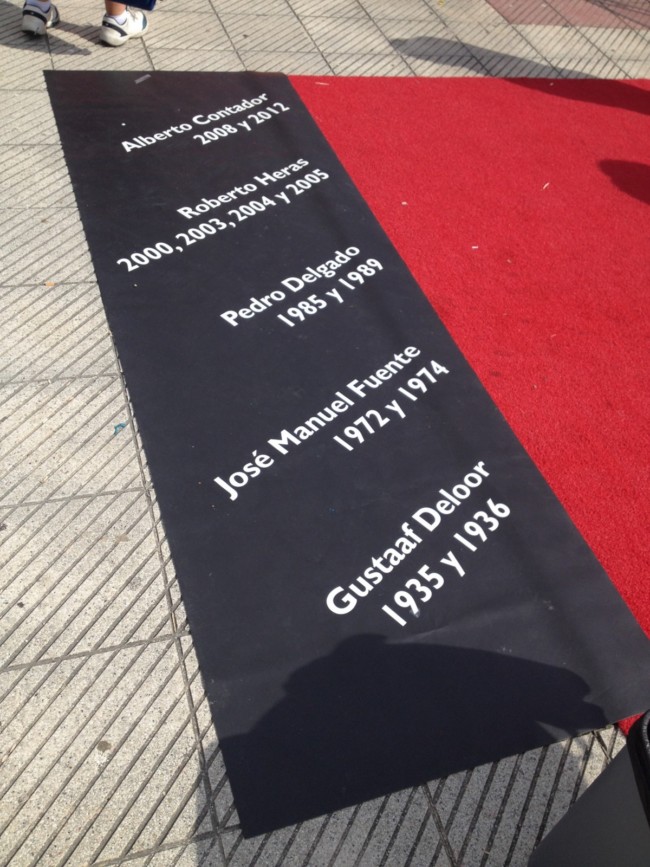 Alberto Contador
2008 y 2012
Roberto Heras
2000, 2003, 2004 y 2005
Pedro Delgado
1985 y 1989
José Manuel Fuente
1972 y 1974
Gustaaf Deloor
1935 y 1936